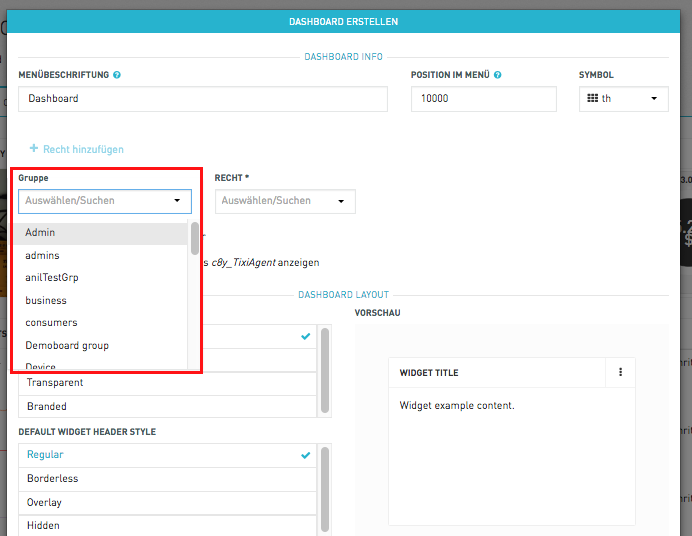 DASHBOARD ERSTELLEN
DASHBOARD INFO
MENÜBESCHRIFTUNG ?
POSITION IM MENÜ ?
SYMBOL
Dashboard
10000
th
+ Recht hinzufügen
Gruppe
RECHT *
Auswählen/Suchen
Auswählen/Suchen
Admin
admins
s c8y_TixiAgent anzeigen
anilTestGrp
business
DASHBOARD LAYOUT
VORSCHAU
consumers
Demoboard group
Device
Transparent
Branded
WIDGET TITLE
Widget example content.
DEFAULT WIDGET HEADER STYLE
Regular
Borderless
Overlay
Hidden